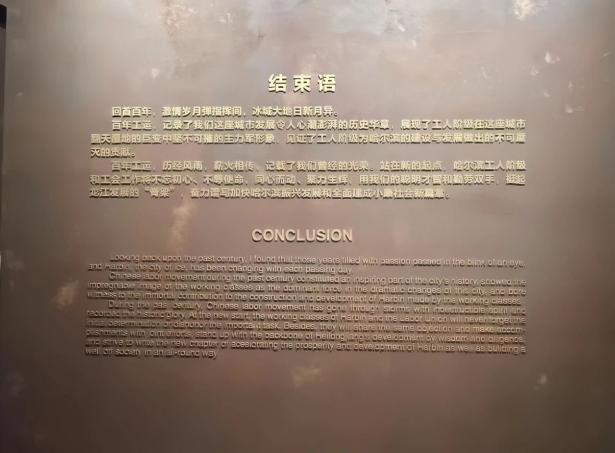 结束语
回首百年，激情岁月弹指挥间，冰城大地日新月异。
百年工运，记录了我们这座城市发展令人心潮澎湃的历史华章，展现了工人阶级在这座城市
翻天覆地的巨变中坚不可摧的主力军形象，见证了工人阶级为哈尔滨的建设与发展做出的不可磨
灭的贡献。
百年工运，历经风雨，薪火相传，记载了我们曾经的光荣。站在新的起点，哈尔滨工人阶级
和工会工作将不忘初心、不辱使命，同心而动、聚力生辉，用我们的聪明才智和勤劳双手，挺起
龙江发展的“脊梁”，奋力谱写加快哈尔滨振兴发展和全面建成小康社会新篇章。
CONCLUSION
Looking back upon the past century, I found that those years filled with passion passed in the blink of an eye,
and Harbin, the city of ice, has been changing with each passing day.
Chinese labor movement during the past century constituted an inspiring part of the city's history, showed the
impregnable image of the working classes as the dominant force in the dramatic changes of this city, and bore
witness to the immortal contribution to the construction and development of Harbin made by the working classes.
During the past century, Chinese labor movement has gone through storms with indestructible spirit and
recorded our historic glory. At the new start, the working classes of Harbin and the labor union will never forget the
initial determination or dishonor the important task. Besides, they will share the same conviction and make accom-
plishments with joint efforts
backbone of Heilongjiang's development by wisdom and diligence,
and strive to write the new chapter of accelerating the prosperity and development of Harbin as well as building a
well-off society in an all-round way